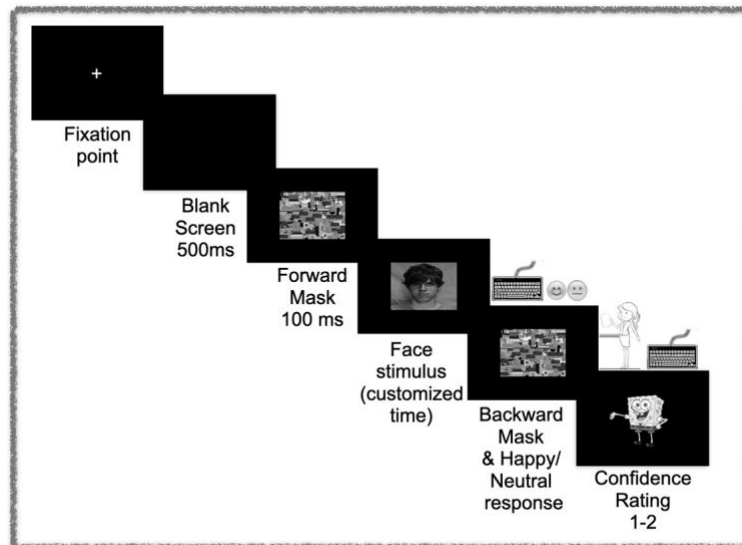 Fixation
point
Blank
Screen
500ms
Forward
Mask
100 ms
Face
stimulus
(customized
time)
Backward
Mask
& Happy/
Neutral
response
Confidence
Rating
1-2